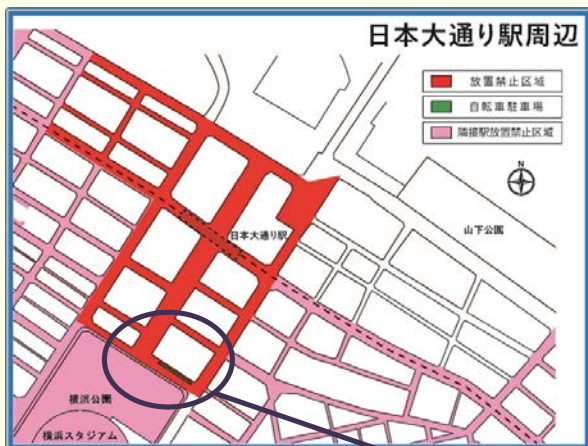 日本大通り駅周辺
放置禁止区域
自転車駐車場
隣接駅放置禁止区域
N
山下公園
日本大通り駅
横浜公園
横浜スタジアム